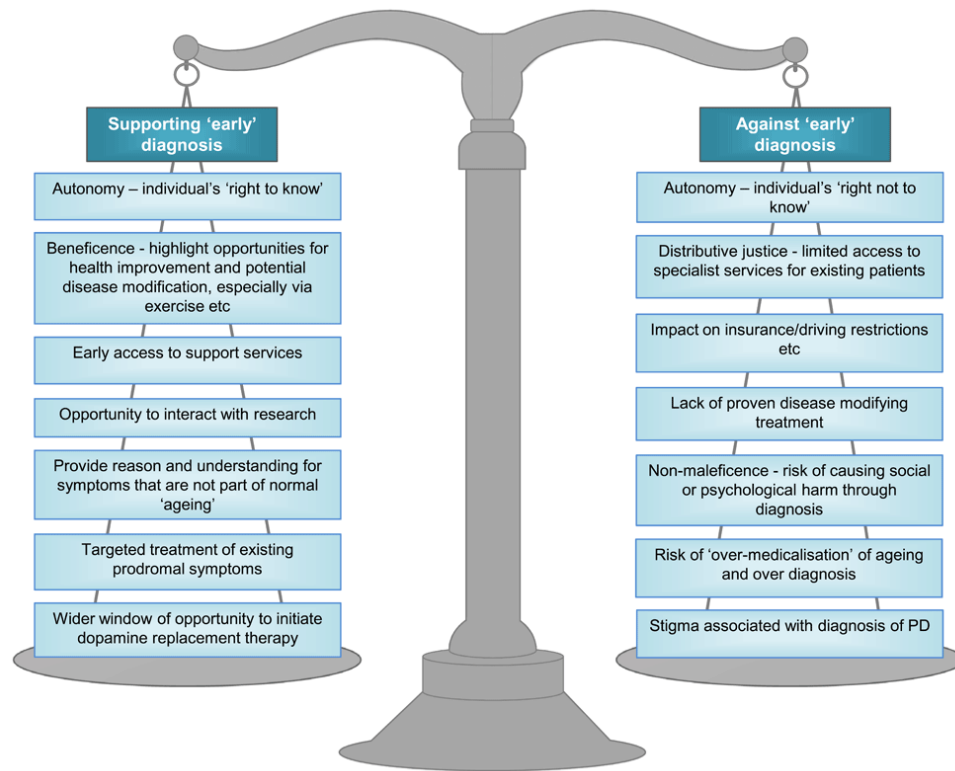 Supporting ‘early’
diagnosis
Autonomy – individual’s ‘right to know’
Beneficence - highlight opportunities for
health improvement and potential
disease modification, especially via
exercise etc
Early access to support services
Opportunity to interact with research
Provide reason and understanding for
symptoms that are not part of normal
‘ageing’
Targeted treatment of existing
prodromal symptoms
Wider window of opportunity to initiate
dopamine replacement therapy
Against ‘early’
diagnosis
Autonomy – individual’s ‘right not to
know’
Distributive justice - limited access to
specialist services for existing patients
Impact on insurance/driving restrictions
etc
Lack of proven disease modifying
treatment
Non-maleficence - risk of causing social
or psychological harm through
diagnosis
Risk of ‘over-medicalisation’ of ageing
and over diagnosis
Stigma associated with diagnosis of PD